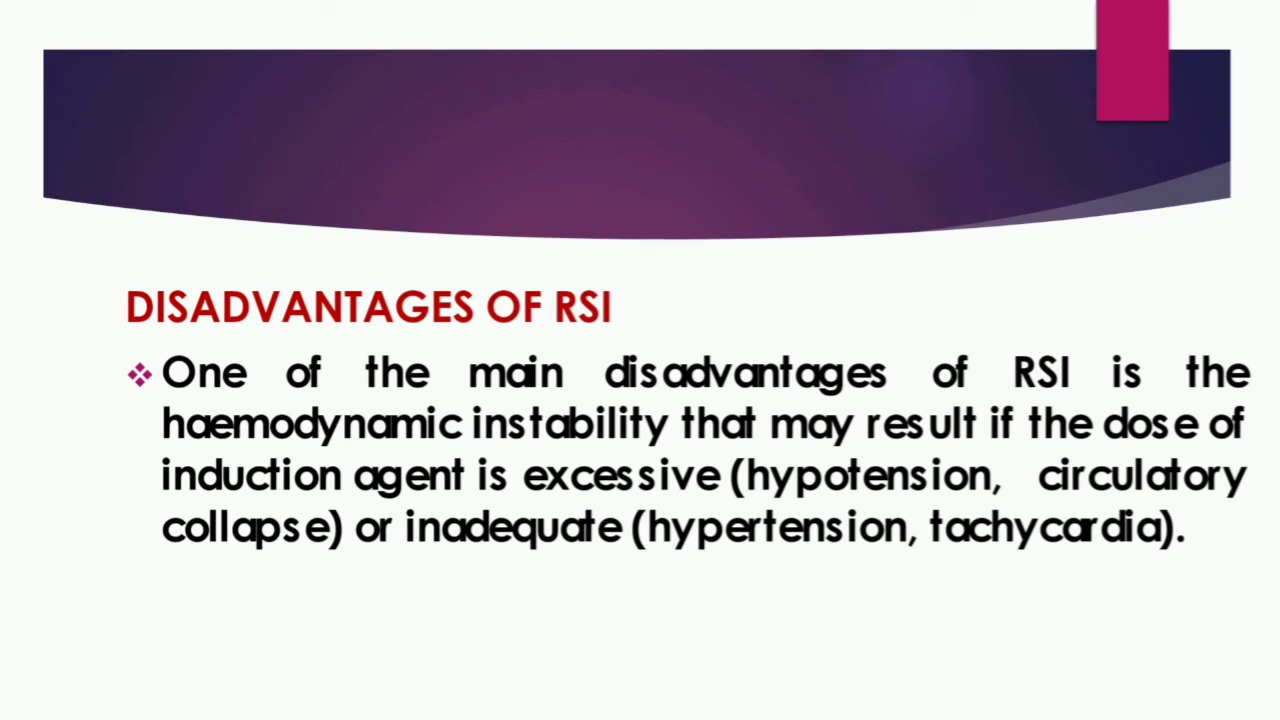 DISADVANTAGES OF RSI
❖ One of the main disadvantages of RSI is the
haemodynamic instability that may result if the dose of
induction agent is excessive (hypotension, circulatory
collapse) or inadequate (hypertension, tachycardia).